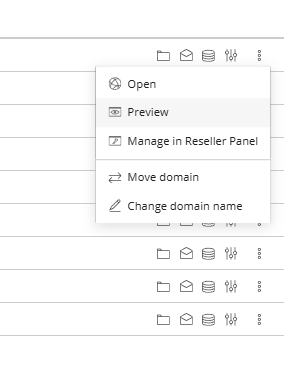 Open
Preview
Manage in Reseller Panel
Move domain
Change domain name